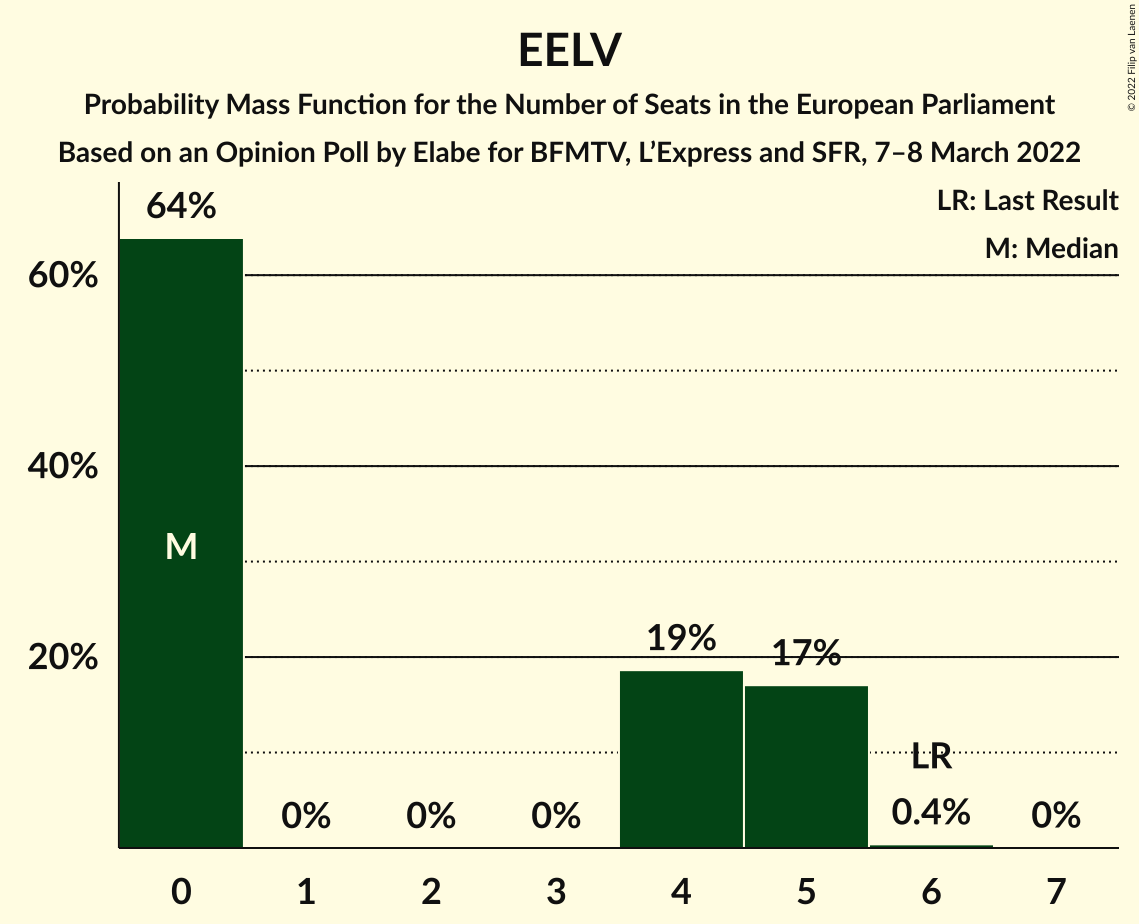 EELV
Probability Mass Function for the Number of Seats in the European Parliament
Based on an Opinion Poll by Elabe for BFMTV, L’Express and SFR, 7–8 March 2022
© 2022 Filip van Laenen
LR: Last Result
M: Median
64%
60%
40%
M
20%
19%
17%
LR
0%
0%
0%
0.4%
0%
0 1 2 3 4 5 6 7